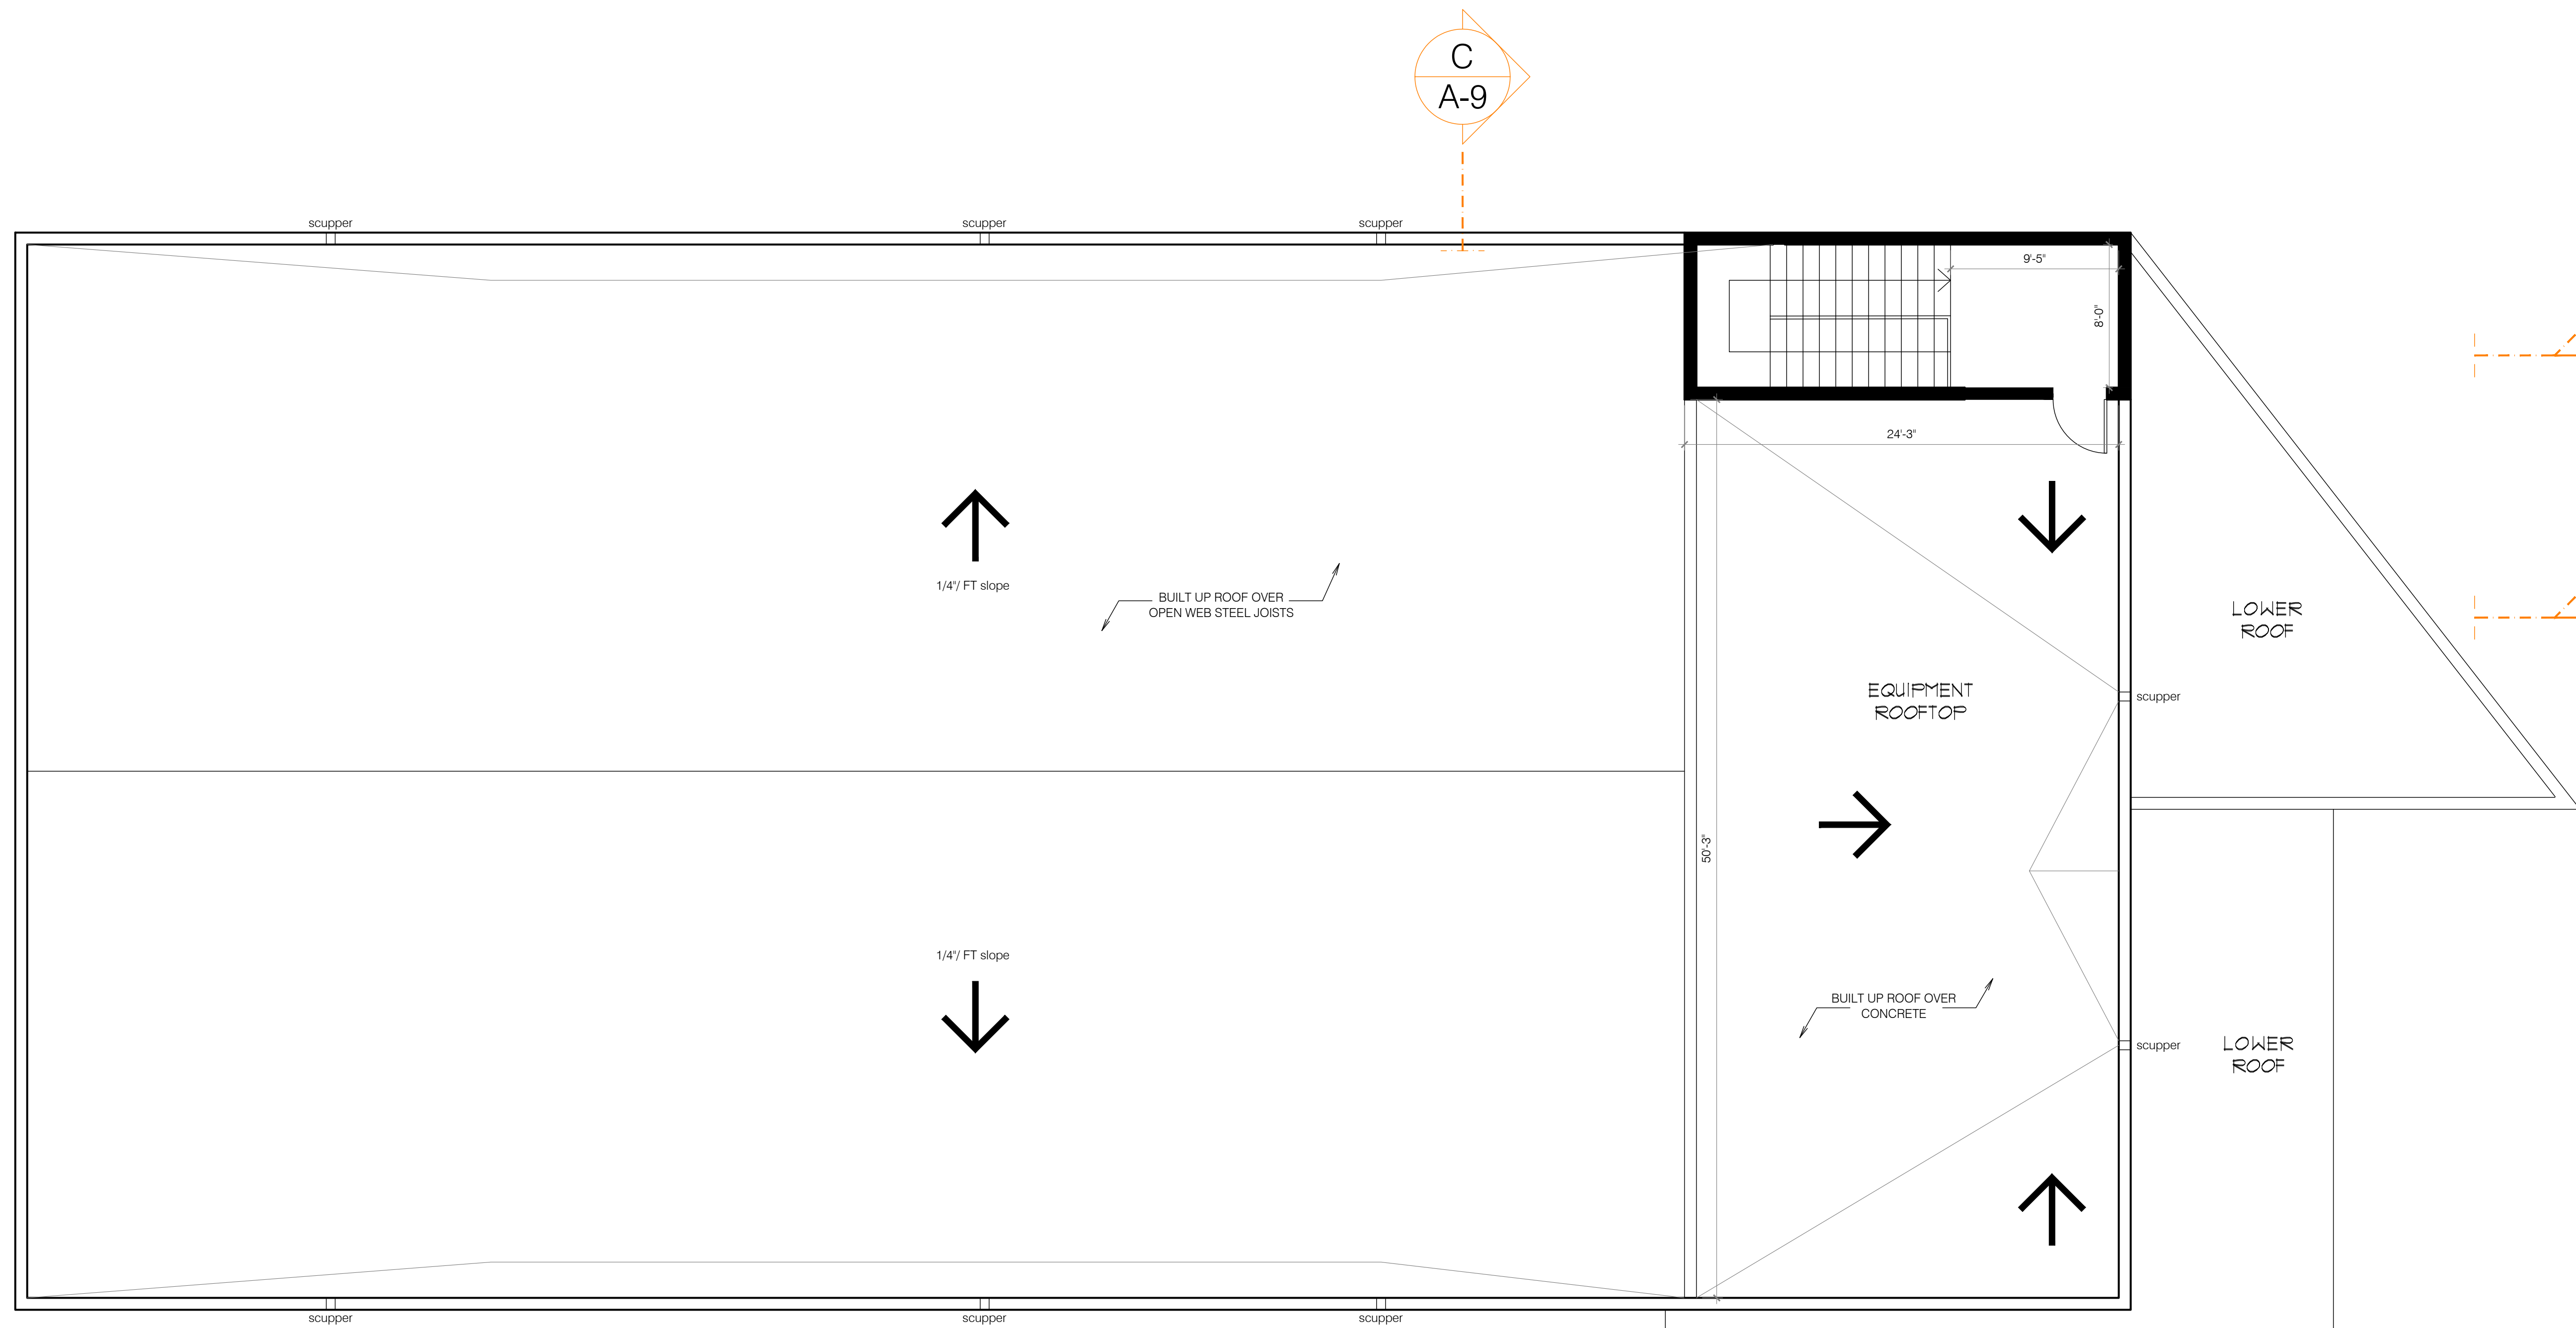 C
A-9
scupper
scupper
scupper
9'-5"
8'-0"
24'-3"
1/4"/ FT slope
BUILT UP ROOF OVER
OPEN WEB STEEL JOISTS
LOWER
ROOF
EQUIPMENT
ROOFTOP
scupper
50'-3"
1/4"/ FT slope
BUILT UP ROOF OVER
CONCRETE
scupper
LOWER
ROOF
scupper
scupper
scupper